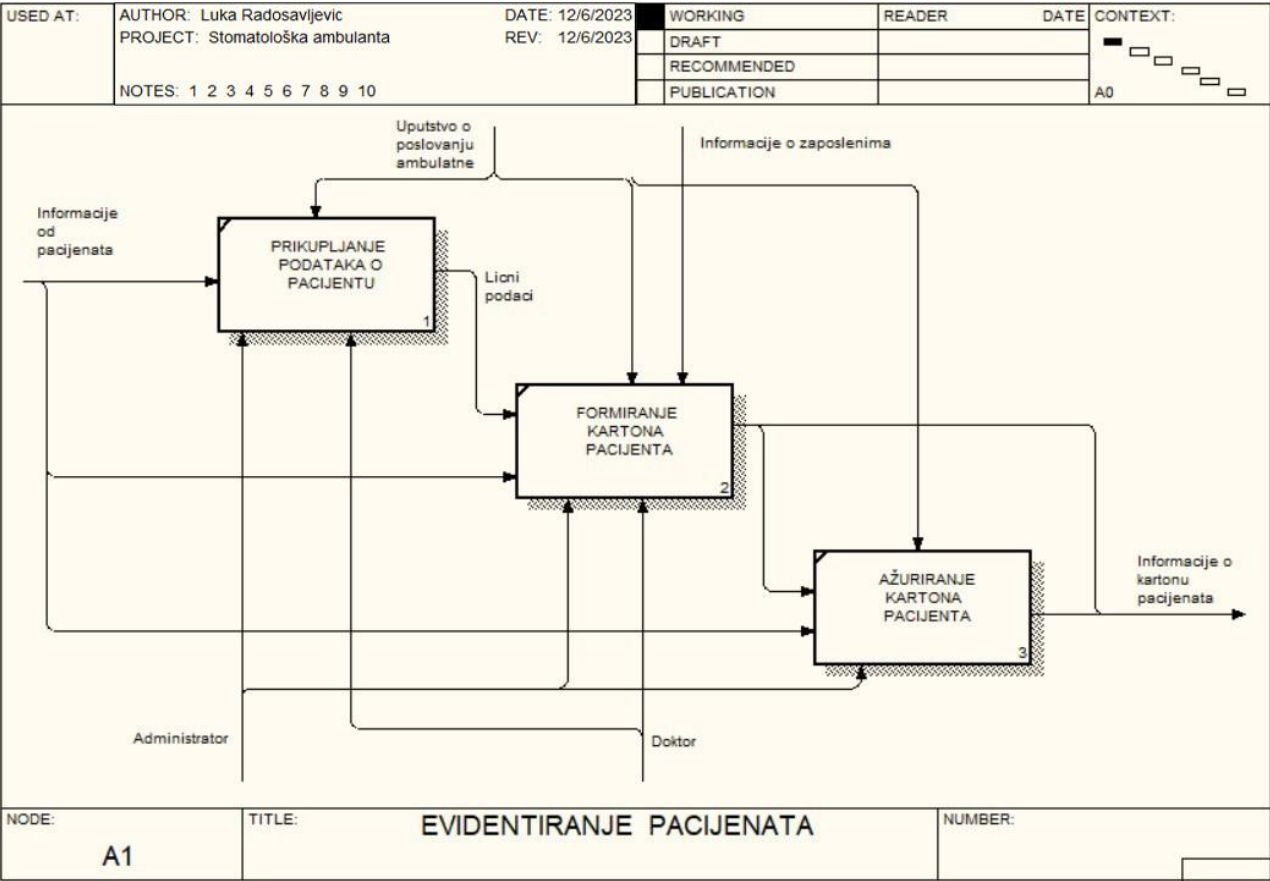 USED AT:
AUTHOR: Luka Radosavljevic
DATE: 12/6/2023
PROJECT: Stomatološka ambulanta
REV: 12/6/2023
NOTES: 1 2 3 4 5 6 7 8 9 10
WORKING
DRAFT
RECOMMENDED
PUBLICATION
READER
DATE
CONTEXT:
A0
Uputstvo o
poslovanju
ambulatne
Informacije o zaposlenima
Informacije
od
pacijenata
PRIKUPLJANJE
PODATAKA O
PACIJENTU
1
Licni
podaci
FORMIRANJE
KARTONA
PACIJENTA
2
AŽURIRANJE
KARTONA
PACIJENTA
3
Informacije o
kartonu
pacijenata
Administrator
Doktor
NODE:
A1
TITLE:
EVIDENTIRANJE PACIJENATA
NUMBER: